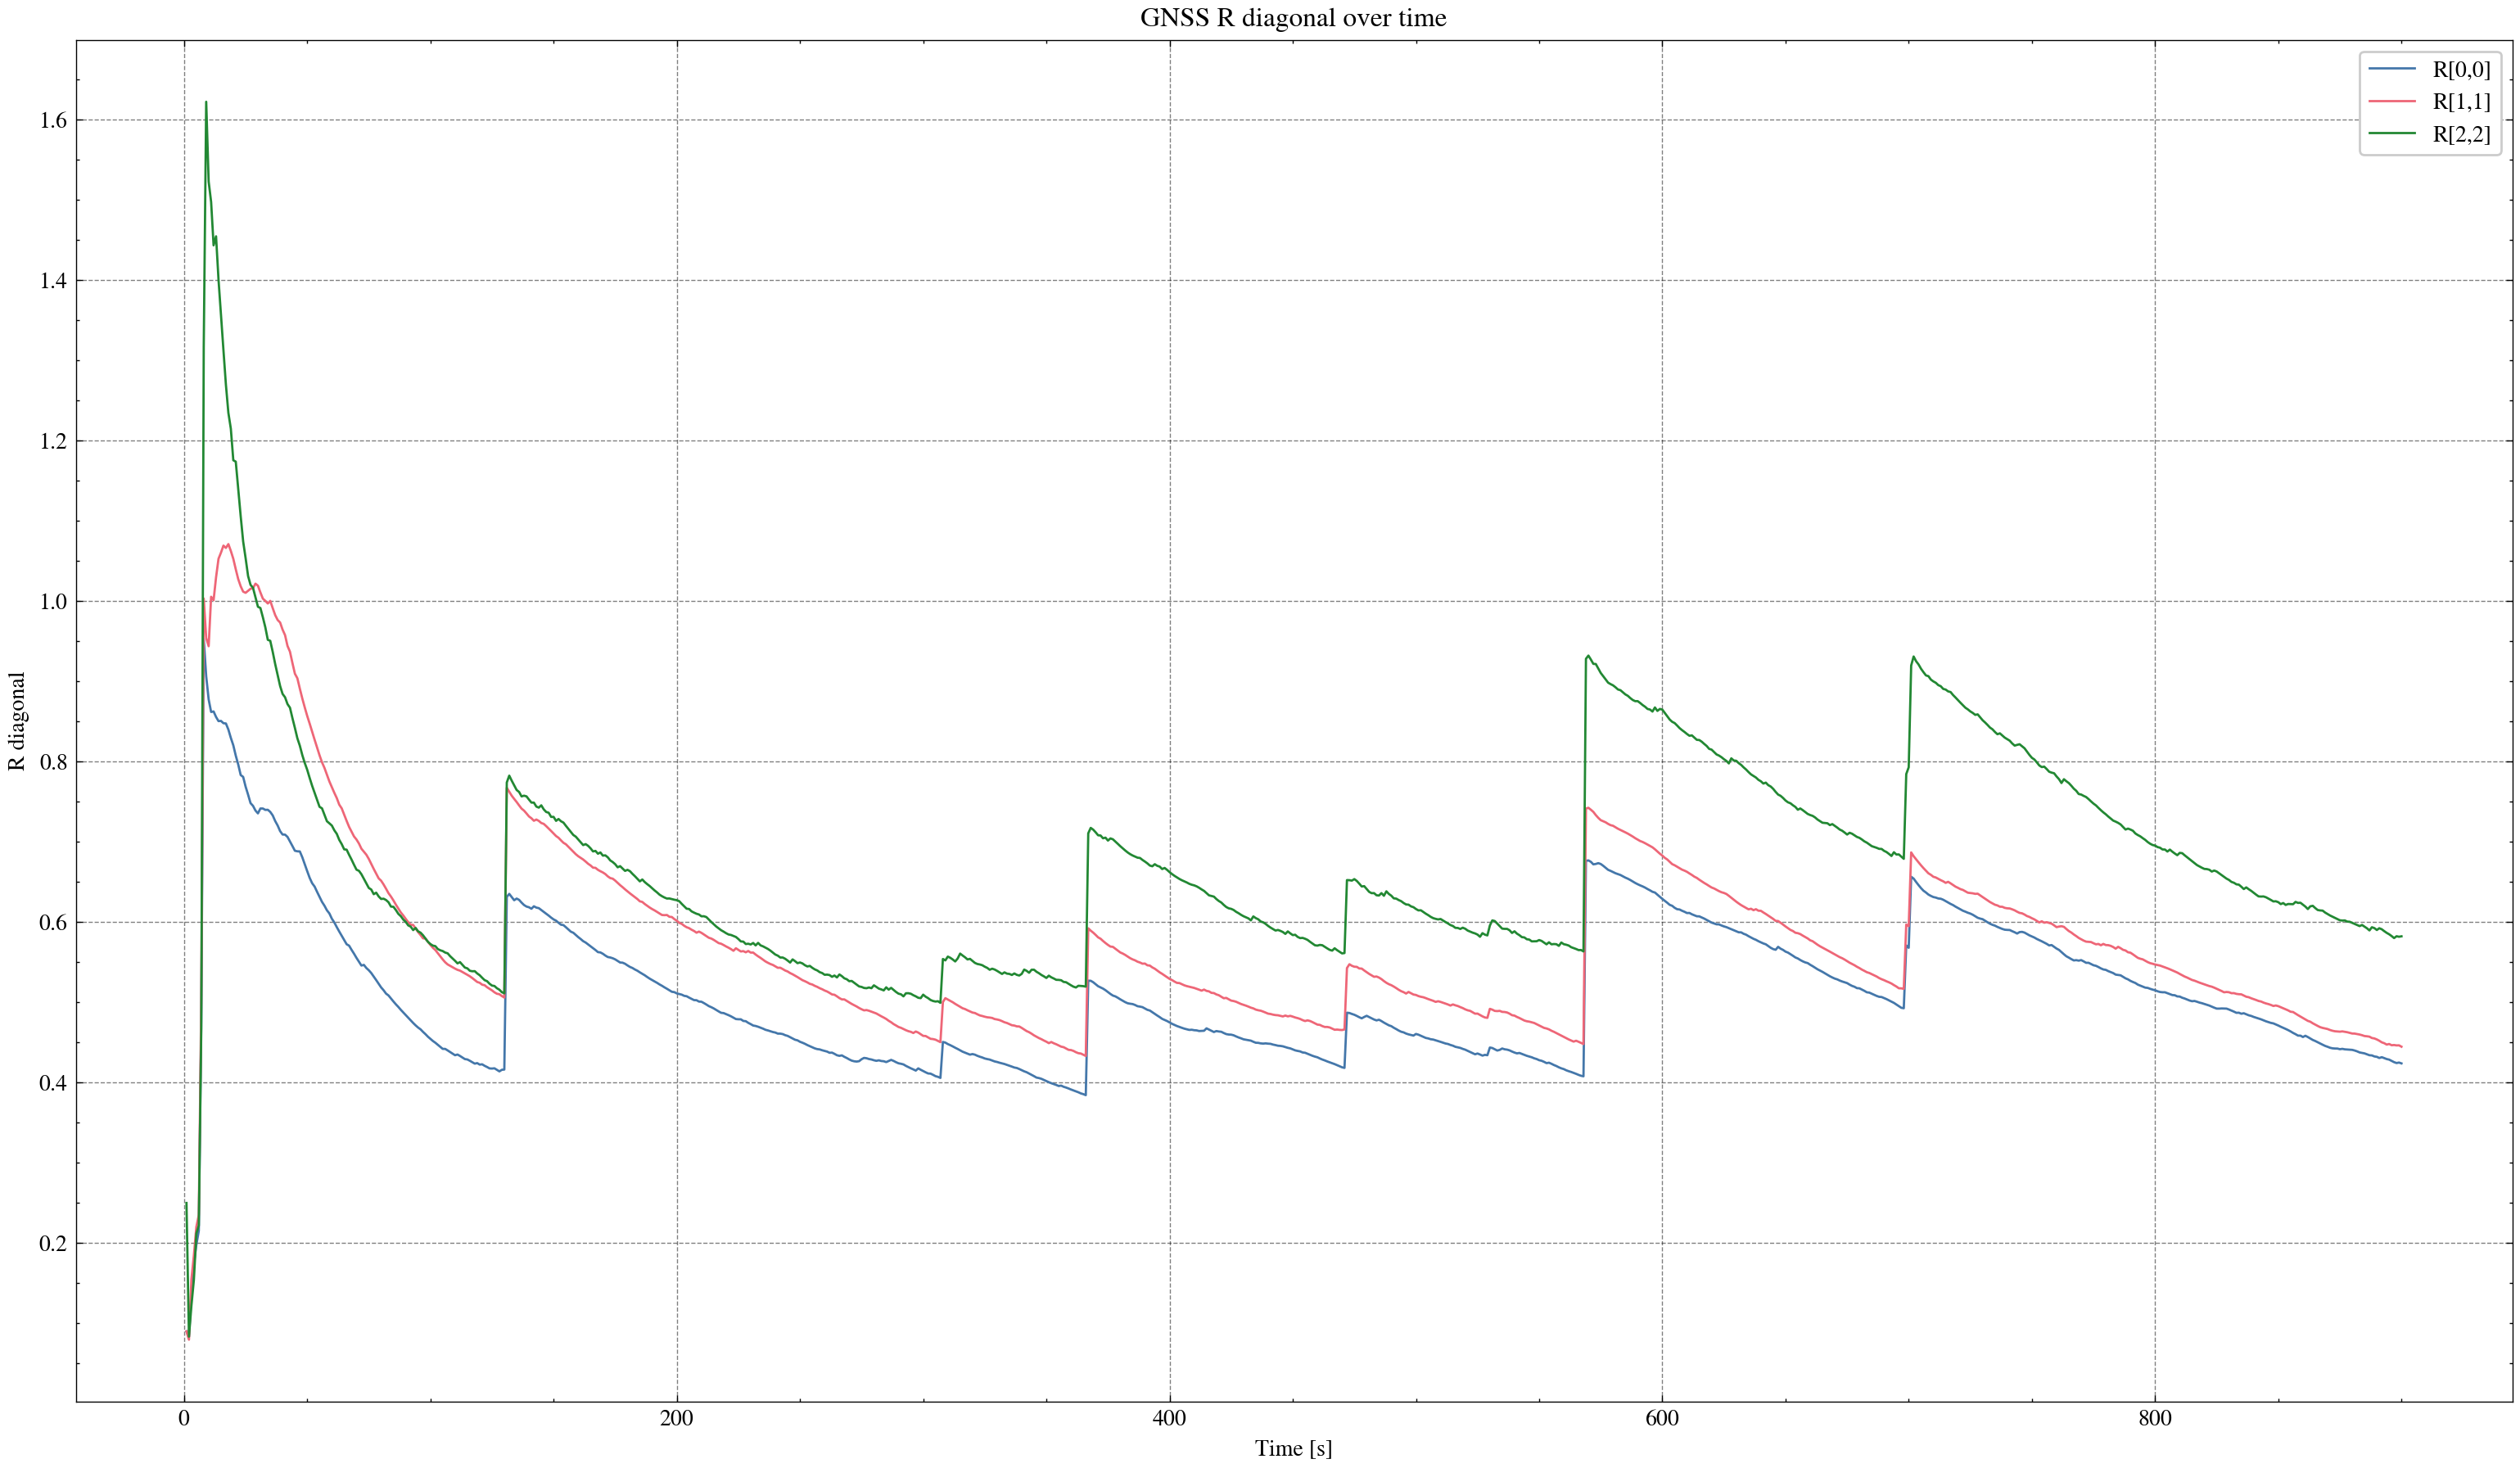 GNSS R diagonal over time
R[0,0]
R[1,1]
R[2,2]
R diagonal
1.6
1.4
1.2
1.0
0.8
0.6
0.4
0.2
0 200 400 600 800
Time [s]